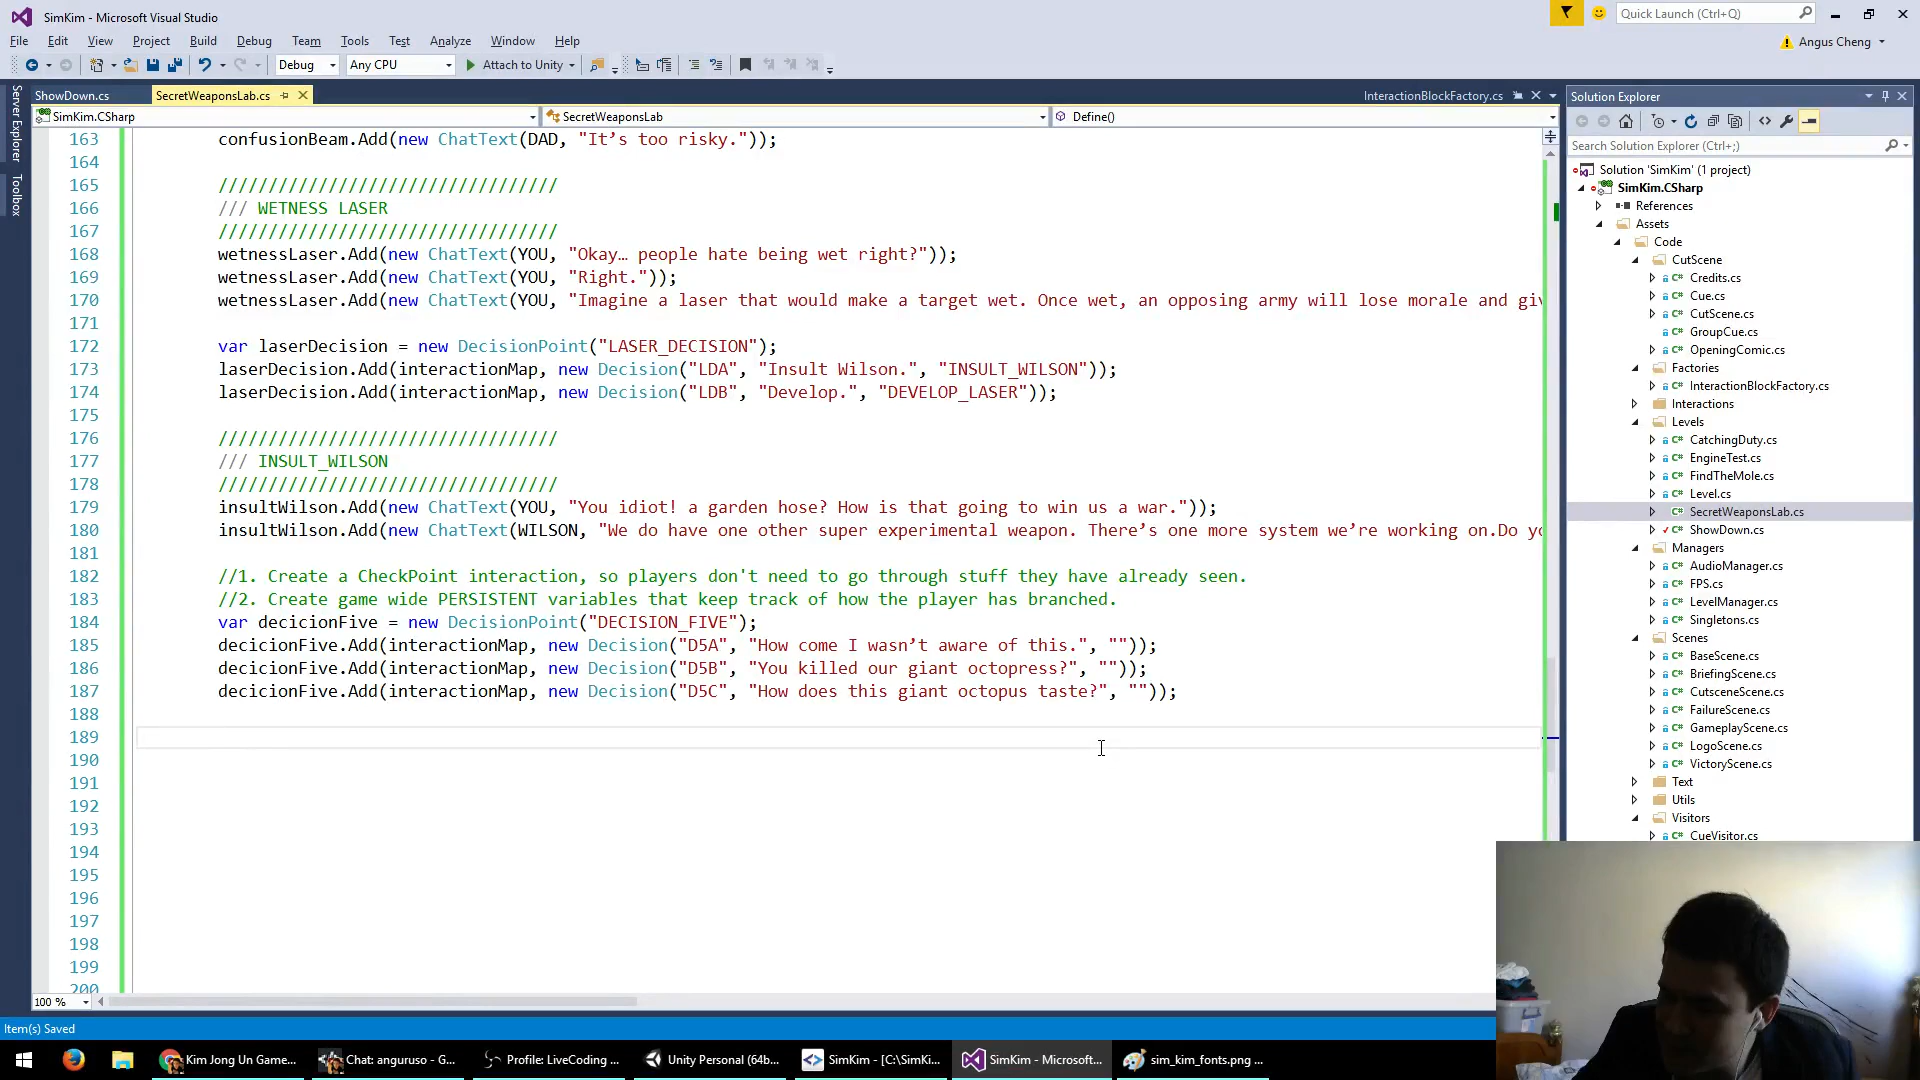 SimKim - Microsoft Visual Studio
Quick Launch (Ctrl+Q)
File Edit View Project Build Debug Team Tools Test Analyze Window Help
Angus Cheng
Debug Any CPU Attach to Unity
Server Explorer
Toolbox
ShowDown.cs SecretWeaponsLab.cs InteractionBlockFactory.cs
SimKim.CSharp SecretWeaponsLab Define()
163 confusionBeam.Add(new ChatText(DAD, "It’s too risky."));
164
165 //////////////////////////////////
166 /// WETNESS LASER
167 //////////////////////////////////
168 wetnessLaser.Add(new ChatText(YOU, "Okay… people hate being wet right?"));
169 wetnessLaser.Add(new ChatText(YOU, "Right."));
170 wetnessLaser.Add(new ChatText(YOU, "Imagine a laser that would make a target wet. Once wet, an opposing army will lose morale and giv
171
172 var laserDecision = new DecisionPoint("LASER_DECISION");
173 laserDecision.Add(interactionMap, new Decision("LDA", "Insult Wilson.", "INSULT_WILSON"));
174 laserDecision.Add(interactionMap, new Decision("LDB", "Develop.", "DEVELOP_LASER"));
175
176 //////////////////////////////////
177 /// INSULT_WILSON
178 //////////////////////////////////
179 insultWilson.Add(new ChatText(YOU, "You idiot! a garden hose? How is that going to win us a war."));
180 insultWilson.Add(new ChatText(WILSON, "We do have one other super experimental weapon. There’s one more system we’re working on.Do yo
181
182 //1. Create a CheckPoint interaction, so players don't need to go through stuff they have already seen.
183 //2. Create game wide PERSISTENT variables that keep track of how the player has branched.
184 var decicionFive = new DecisionPoint("DECISION_FIVE");
185 decicionFive.Add(interactionMap, new Decision("D5A", "How come I wasn’t aware of this.", ""));
186 decicionFive.Add(interactionMap, new Decision("D5B", "You killed our giant octopress?", ""));
187 decicionFive.Add(interactionMap, new Decision("D5C", "How does this giant octopus taste?", ""));
188
189
190
191
192
193
194
195
196
197
198
199
200
100 %
Solution Explorer
Search Solution Explorer (Ctrl+;)
Solution 'SimKim' (1 project)
SimKim.CSharp
References
Assets
Code
CutScene
Credits.cs
Cue.cs
CutScene.cs
GroupCue.cs
OpeningComic.cs
Factories
InteractionBlockFactory.cs
Interactions
Levels
CatchingDuty.cs
EngineTest.cs
FindTheMole.cs
Level.cs
SecretWeaponsLab.cs
ShowDown.cs
Managers
AudioManager.cs
FPS.cs
LevelManager.cs
Singletons.cs
Scenes
BaseScene.cs
BriefingScene.cs
CutsceneScene.cs
FailureScene.cs
GameplayScene.cs
LogoScene.cs
VictoryScene.cs
Text
Utils
Visitors
CueVisitor.cs
Item(s) Saved
Kim Jong Un Game... Chat: anguruso - G... Profile: LiveCoding ... Unity Personal (64b... SimKim - [C:\SimKi... SimKim - Microsoft... sim_kim_fonts.png ...